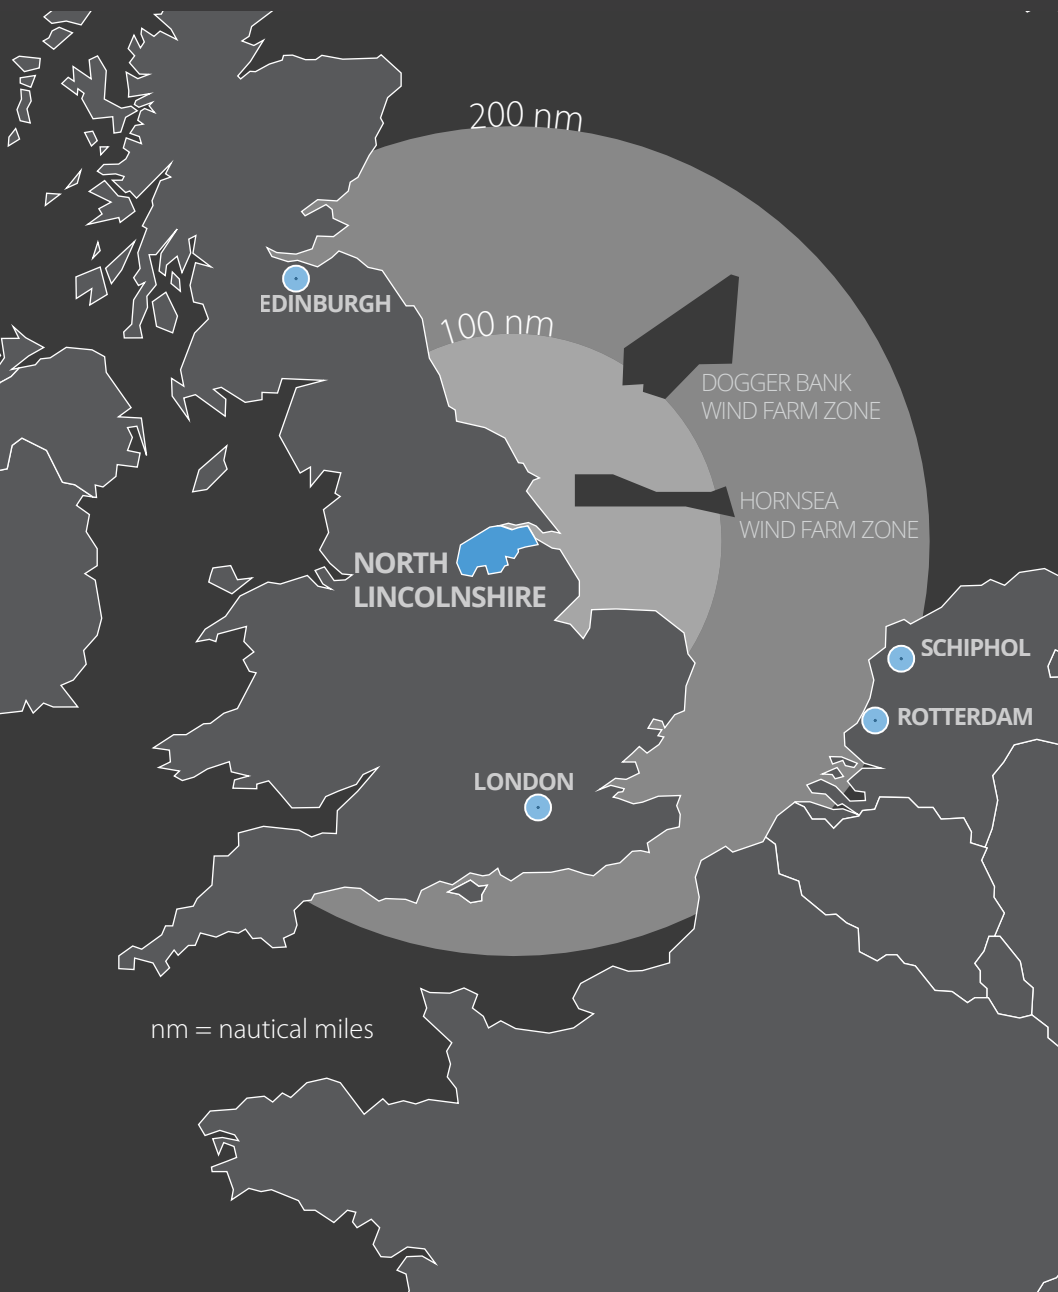 200 nm
EDINBURGH
100 nm
DOGGER BANK
WIND FARM ZONE
HORNSEA
WIND FARM ZONE
NORTH
LINCOLNSHIRE
SCHIPHOL
ROTTERDAM
LONDON
nm = nautical miles